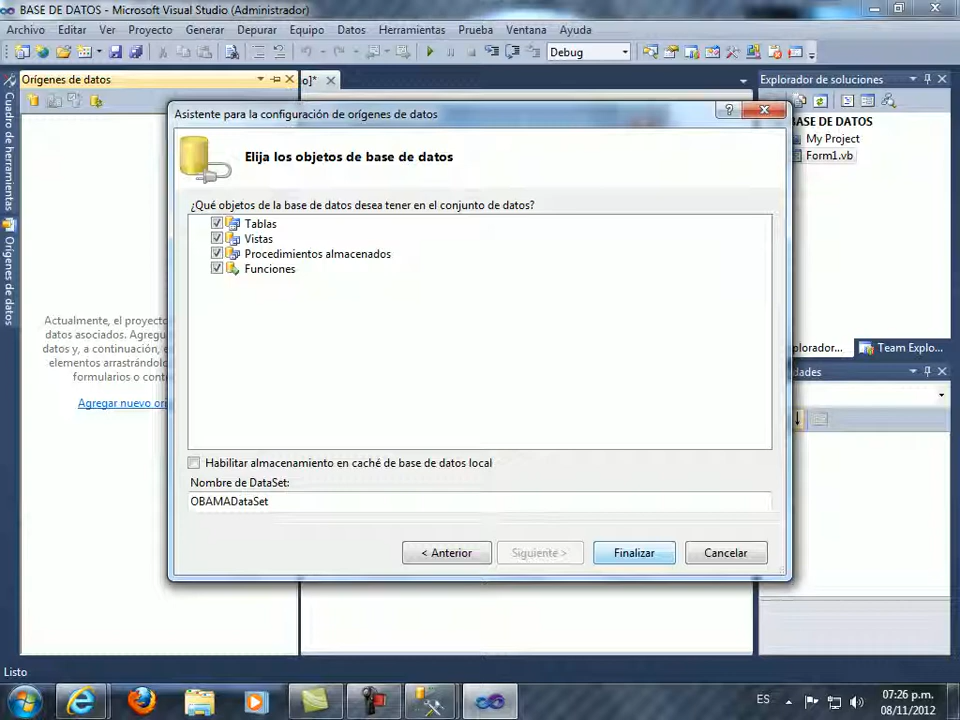 BASE DE DATOS - Microsoft Visual Studio (Administrador)
Archivo Editar Ver Proyecto Generar Depurar Equipo Datos Herramientas Prueba Ventana Ayuda
Debug
Orígenes de datos
o]*
Explorador de soluciones
Cuadro de herramientas
Orígenes de datos
BASE DE DATOS
My Project
Form1.vb
Asistente para la configuración de orígenes de datos
Elija los objetos de base de datos
¿Qué objetos de la base de datos desea tener en el conjunto de datos?
Tablas
Vistas
Procedimientos almacenados
Funciones
Actualmente, el proyecto
datos asociados. Agregu
datos y, a continuación, e
elementos arrastrándolo
formularios o cont
Agregar nuevo ori
plorador...
Team Explo...
dades
Habilitar almacenamiento en caché de base de datos local
Nombre de DataSet:
OBAMADataSet
< Anterior
Siguiente >
Finalizar
Cancelar
Listo
ES
07:26 p.m.
08/11/2012